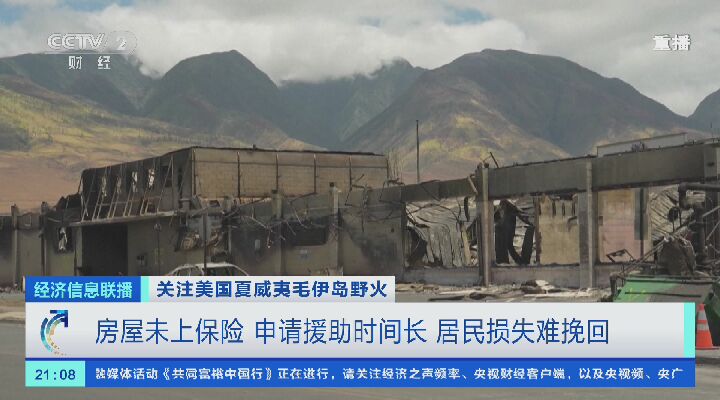 CCTV 2
财经
重播
经济信息联播
关注美国夏威夷毛伊岛野火
房屋未上保险 申请援助时间长 居民损失难挽回
21:08
融媒体活动《共同富裕中国行》正在进行，请关注经济之声频率、央视财经客户端，以及央视频、央广